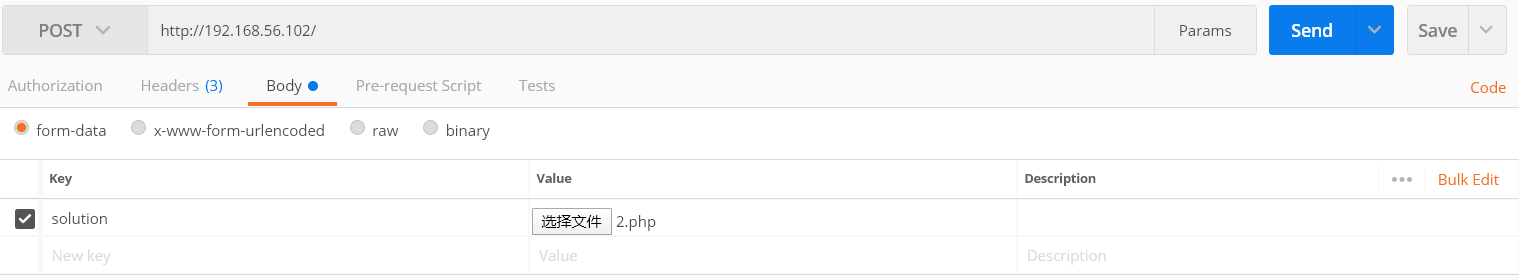 POST http://192.168.56.102/ Params Send Save
Authorization Headers (3) Body Pre-request Script Tests Code
form-data x-www-form-urlencoded raw binary
Key Value Description Bulk Edit
solution 选择文件 2.php
New key Value Description